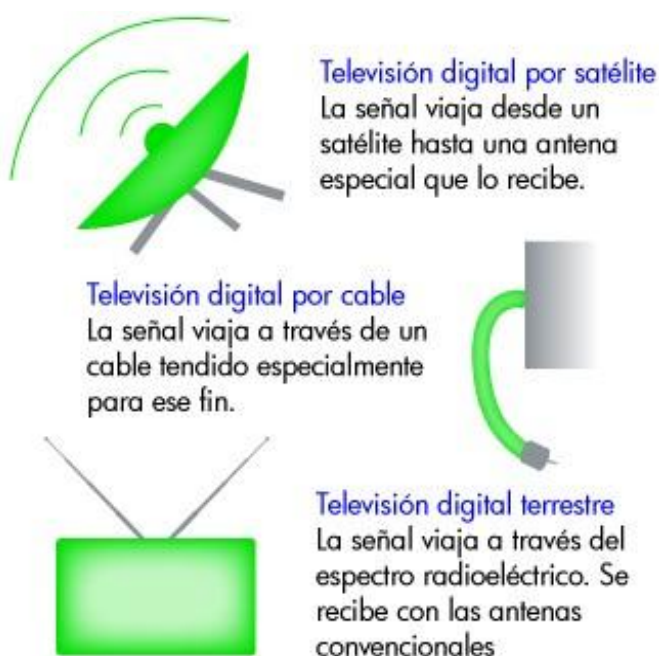 Televisión digital por satélite
La señal viaja desde un
satélite hasta una antena
especial que lo recibe.
Televisión digital por cable
La señal viaja a través de un
cable tendido especialmente
para ese fin.
Televisión digital terrestre
La señal viaja a través del
espectro radioeléctrico. Se
recibe con las antenas
convencionales